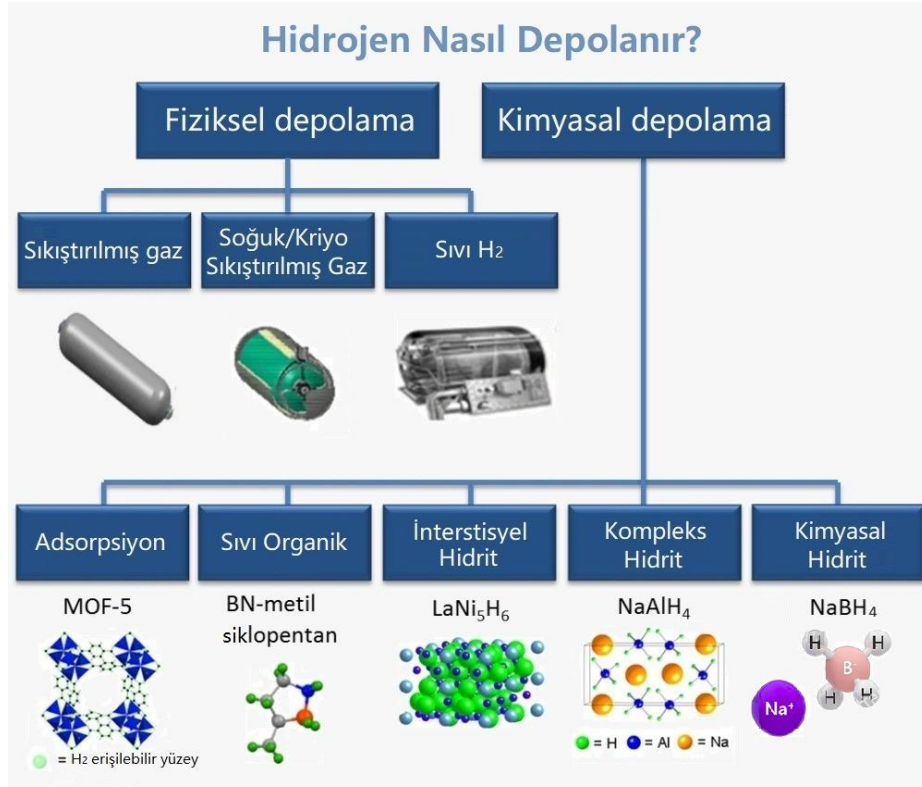 Hidrojen Nasıl Depolanır?
Fiziksel depolama
Kimyasal depolama
Sıkıştırılmış gaz
Soğuk/Kriyo
Sıkıştırılmış Gaz
Sıvı H₂
Adsorpsiyon
Sıvı Organik
İnterstisyel
Hidrit
Kompleks
Hidrit
Kimyasal
Hidrit
MOF-5
BN-metil
siklopentan
LaNi₅H₆
NaAlH₄
NaBH₄
= H₂ erişilebilir yüzey
= H = Al = Na
H H
B⁻
H H
Na⁺